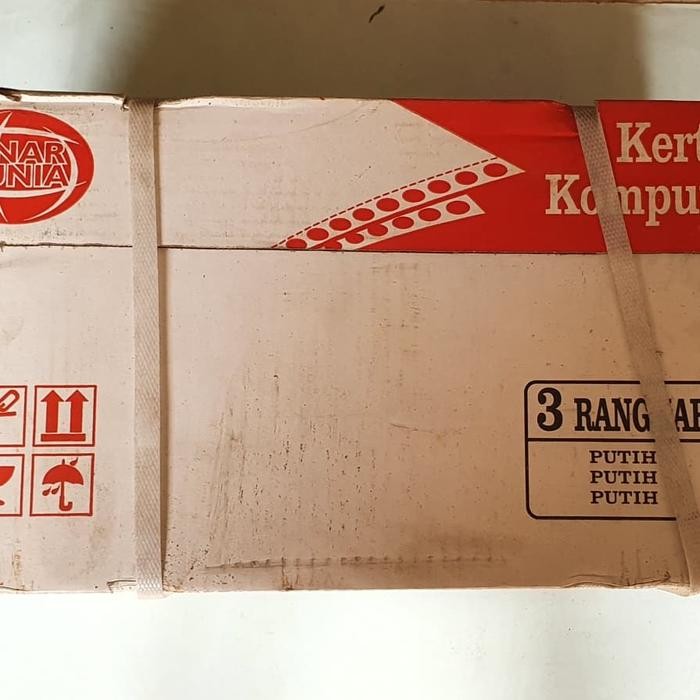 NAR
UNIA
Kert
Kompu
3 RANG
PUTIH
PUTIH
PUTIH